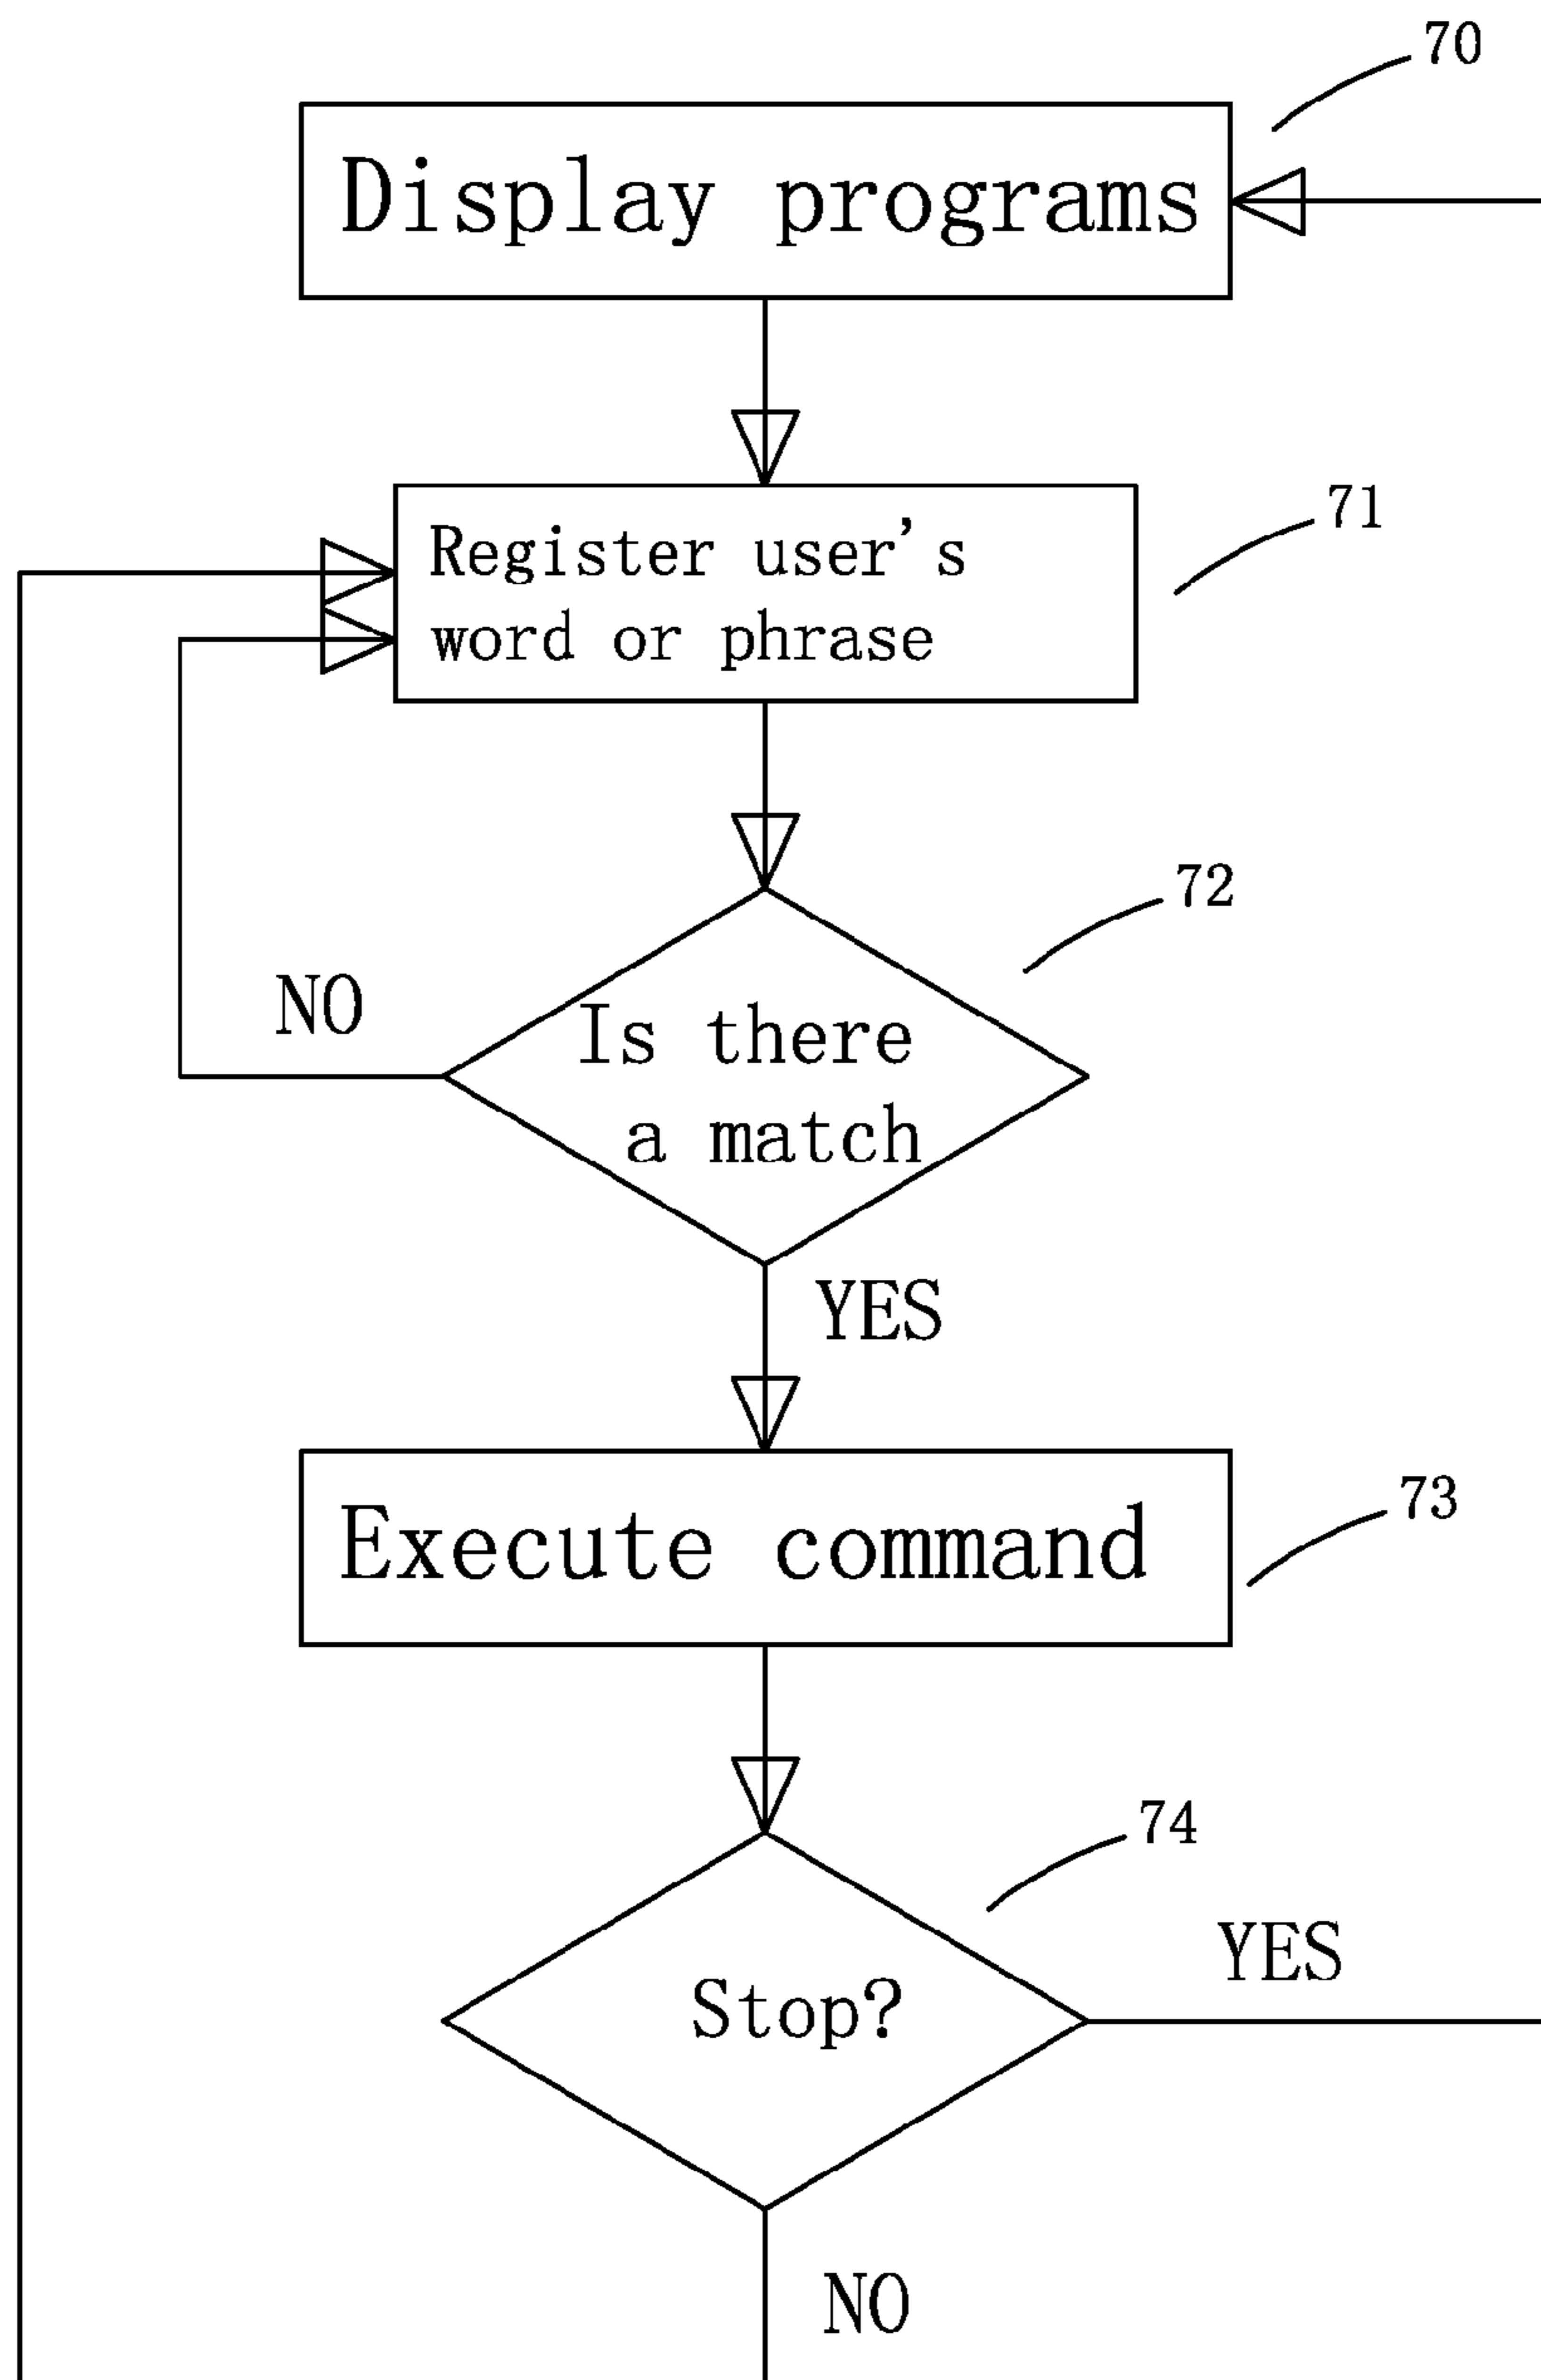 70
Display programs
71
Register user's
word or phrase
72
NO
Is there
a match
YES
73
Execute command
74
YES
Stop?
NO